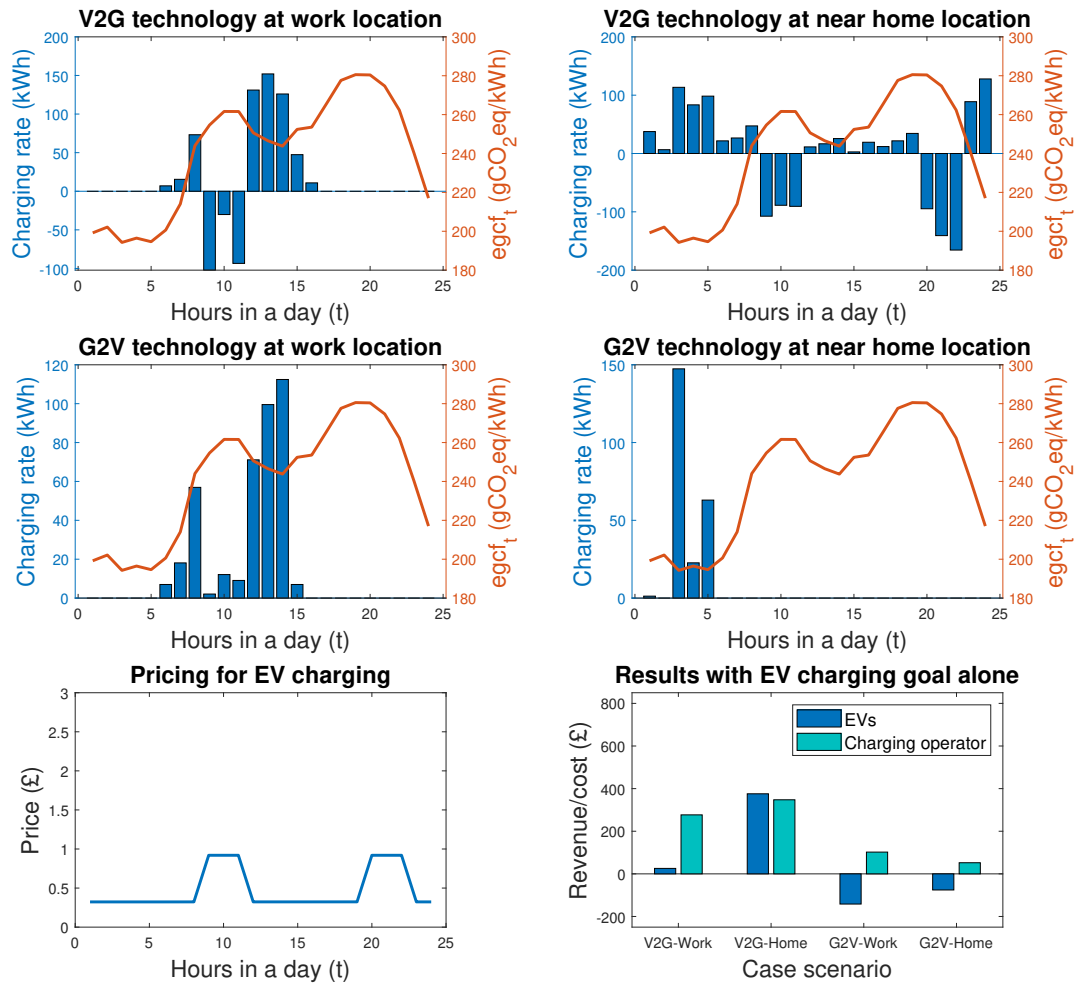 V2G technology at work location
200
150
100
50
0
-50
-100
Charging rate (kWh)
300
280
260
240
220
200
180
egcf_t (gCO_2eq/kWh)
0 5 10 15 20 25
Hours in a day (t)
V2G technology at near home location
200
100
0
-100
-200
Charging rate (kWh)
300
280
260
240
220
200
180
egcf_t (gCO_2eq/kWh)
0 5 10 15 20 25
Hours in a day (t)
G2V technology at work location
120
100
80
60
40
20
0
Charging rate (kWh)
300
280
260
240
220
200
180
egcf_t (gCO_2eq/kWh)
0 5 10 15 20 25
Hours in a day (t)
G2V technology at near home location
150
100
50
0
Charging rate (kWh)
300
280
260
240
220
200
180
egcf_t (gCO_2eq/kWh)
0 5 10 15 20 25
Hours in a day (t)
Pricing for EV charging
3
2.5
2
1.5
1
0.5
0
Price (£)
0 5 10 15 20 25
Hours in a day (t)
Results with EV charging goal alone
800
600
400
200
0
-200
Revenue/cost (£)
EVs
Charging operator
V2G-Work V2G-Home G2V-Work G2V-Home
Case scenario